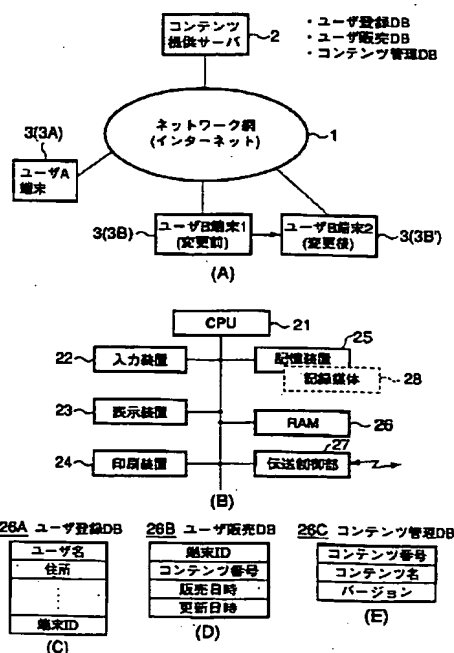 コンテンツ
提供サーバ
2
・ユーザ登録DB
・ユーザ販売DB
・コンテンツ管理DB
ネットワーク網
(インターネット)
1
3(3A)
ユーザA
端末
3(3B)
ユーザB端末1
(変更前)
ユーザB端末2
(変更後)
3(3B')
(A)
CPU
21
22
入力装置
25
記憶装置
記録媒体
28
23
表示装置
RAM
26
27
24
印刷装置
伝送制御部
(B)
26A ユーザ登録DB
ユーザ名
住所
端末ID
(C)
26B ユーザ販売DB
端末ID
コンテンツ番号
販売日時
更新日時
(D)
26C コンテンツ管理DB
コンテンツ番号
コンテンツ名
バージョン
(E)